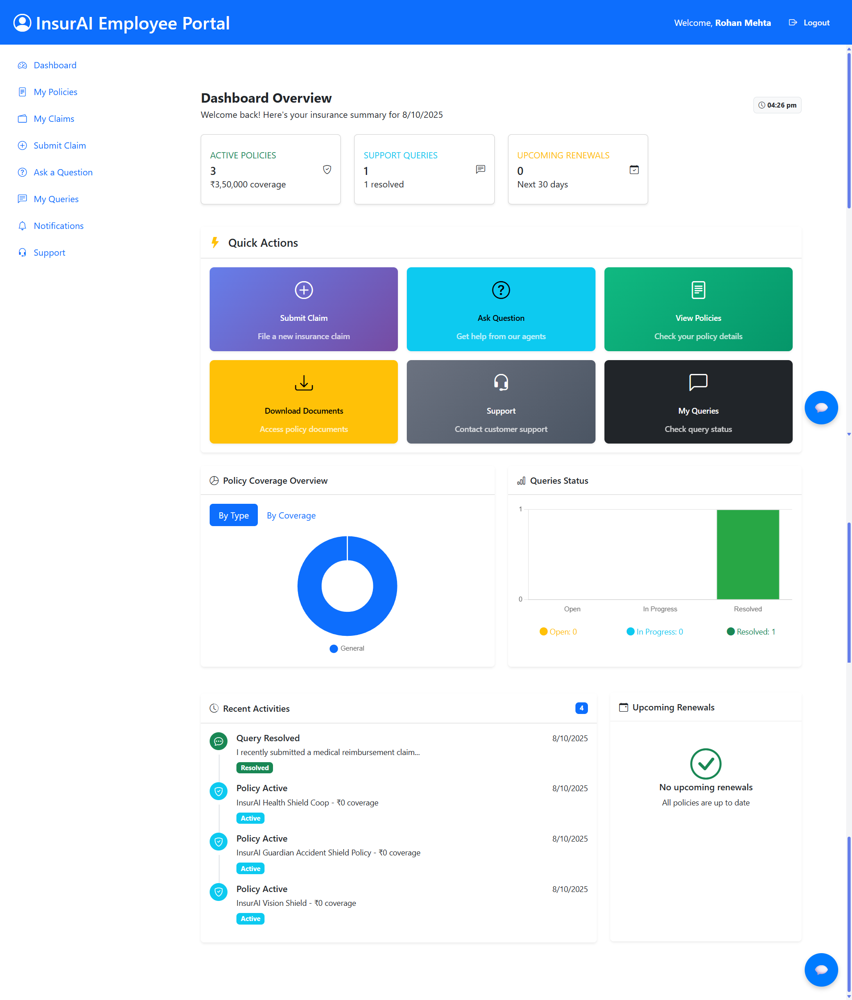 InsurAI Employee Portal
Welcome, Rohan Mehta
Logout
Dashboard
My Policies
My Claims
Submit Claim
Ask a Question
My Queries
Notifications
Support
Dashboard Overview
Welcome back! Here's your insurance summary for 8/10/2025
04:26 pm
ACTIVE POLICIES
3
₹3,50,000 coverage
SUPPORT QUERIES
1
1 resolved
UPCOMING RENEWALS
0
Next 30 days
Quick Actions
Submit Claim
File a new insurance claim
Ask Question
Get help from our agents
View Policies
Check your policy details
Download Documents
Access policy documents
Support
Contact customer support
My Queries
Check query status
Policy Coverage Overview
By Type
By Coverage
General
Queries Status
1
0
Open
In Progress
Resolved
Open: 0
In Progress: 0
Resolved: 1
Recent Activities
4
Query Resolved
8/10/2025
I recently submitted a medical reimbursement claim...
Resolved
Policy Active
8/10/2025
InsurAI Health Shield Coop - ₹0 coverage
Active
Policy Active
8/10/2025
InsurAI Guardian Accident Shield Policy - ₹0 coverage
Active
Policy Active
8/10/2025
InsurAI Vision Shield - ₹0 coverage
Active
Upcoming Renewals
No upcoming renewals
All policies are up to date